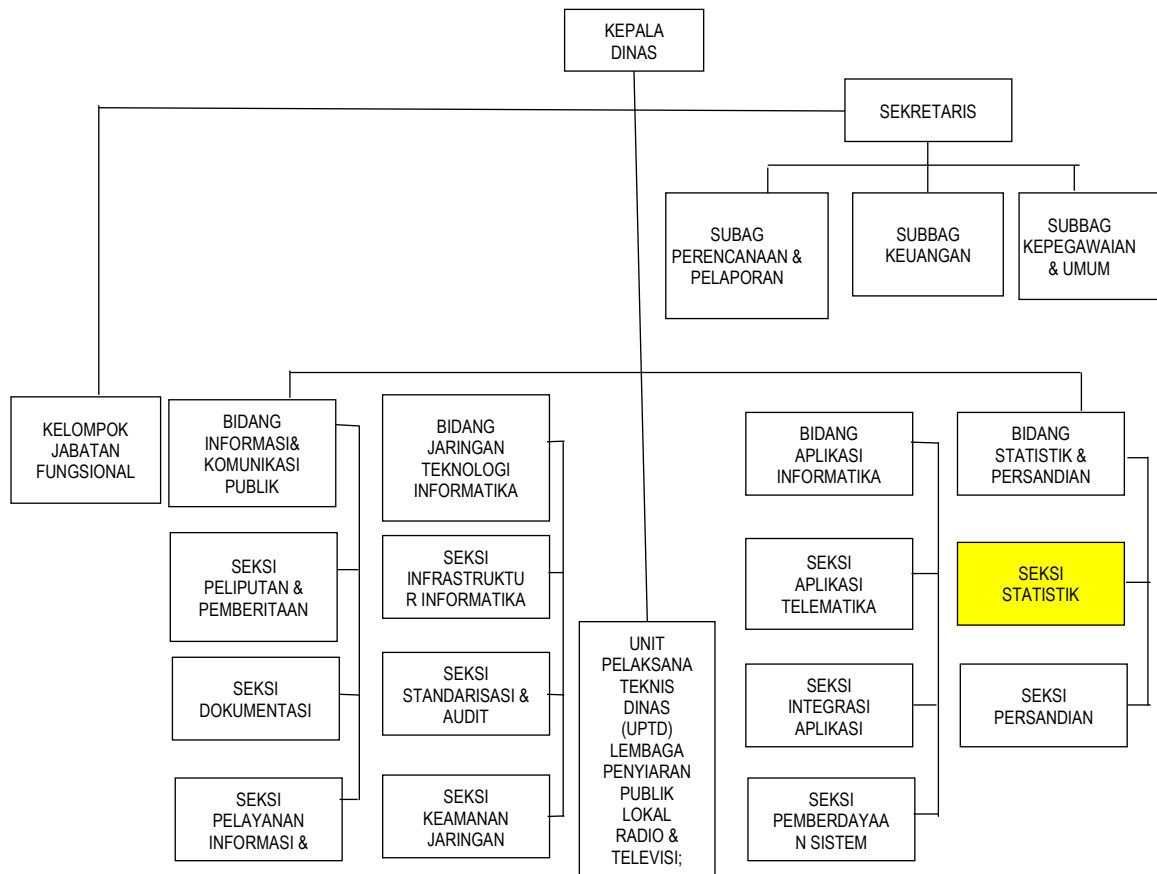 KEPALA
DINAS
SEKRETARIS
SUBAG
PERENCANAAN &
PELAPORAN
SUBBAG
KEUANGAN
SUBBAG
KEPEGAWAIAN
& UMUM
KELOMPOK
JABATAN
FUNGSIONAL
BIDANG
INFORMASI&
KOMUNIKASI
PUBLIK
SEKSI
PELIPUTAN &
PEMBERITAAN
SEKSI
DOKUMENTASI
SEKSI
PELAYANAN
INFORMASI &
BIDANG
JARINGAN
TEKNOLOGI
INFORMATIKA
SEKSI
INFRASTRUKTU
R INFORMATIKA
SEKSI
STANDARISASI &
AUDIT
SEKSI
KEAMANAN
JARINGAN
UNIT
PELAKSANA
TEKNIS
DINAS
(UPTD)
LEMBAGA
PENYIARAN
PUBLIK
LOKAL
RADIO &
TELEVISI;
BIDANG
APLIKASI
INFORMATIKA
SEKSI
APLIKASI
TELEMATIKA
SEKSI
INTEGRASI
APLIKASI
SEKSI
PEMBERDAYAA
N SISTEM
BIDANG
STATISTIK &
PERSANDIAN
SEKSI
STATISTIK
SEKSI
PERSANDIAN